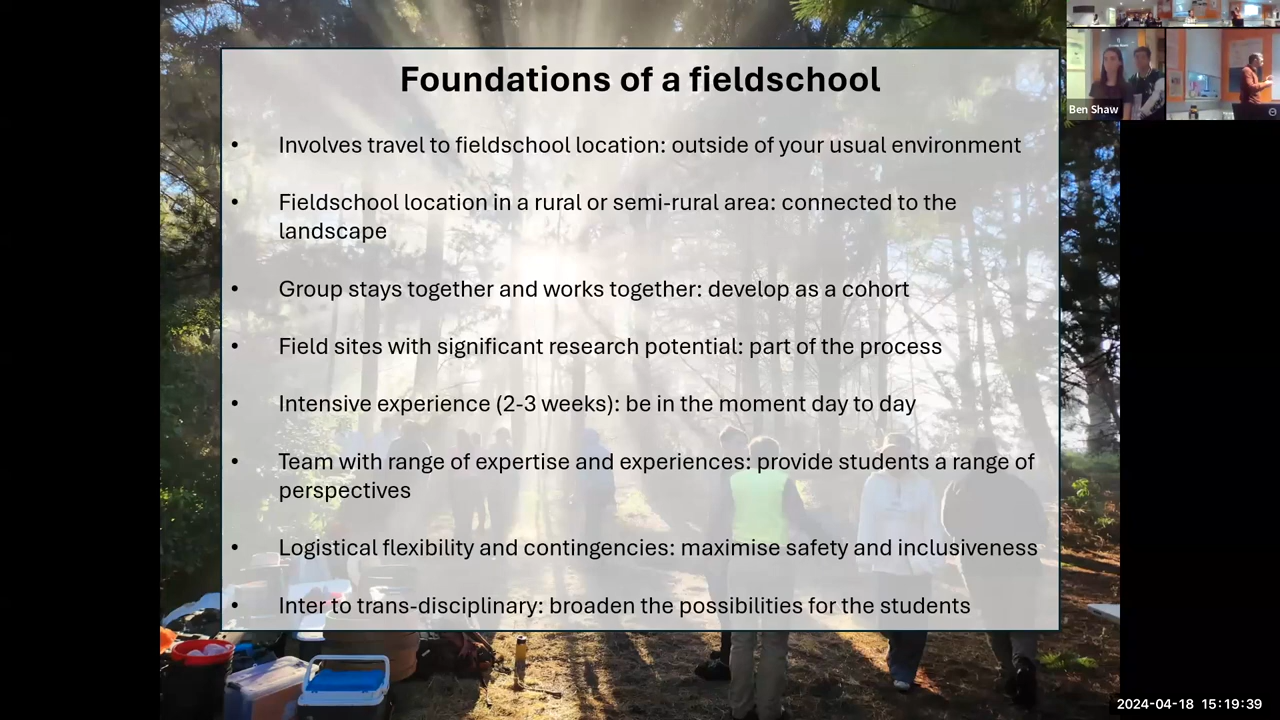 Foundations of a fieldschool
• Involves travel to fieldschool location: outside of your usual environment
• Fieldschool location in a rural or semi-rural area: connected to the
landscape
• Group stays together and works together: develop as a cohort
• Field sites with significant research potential: part of the process
• Intensive experience (2-3 weeks): be in the moment day to day
• Team with range of expertise and experiences: provide students a range of
perspectives
• Logistical flexibility and contingencies: maximise safety and inclusiveness
• Inter to trans-disciplinary: broaden the possibilities for the students
Ben Shaw
2024-04-18 15:19:39